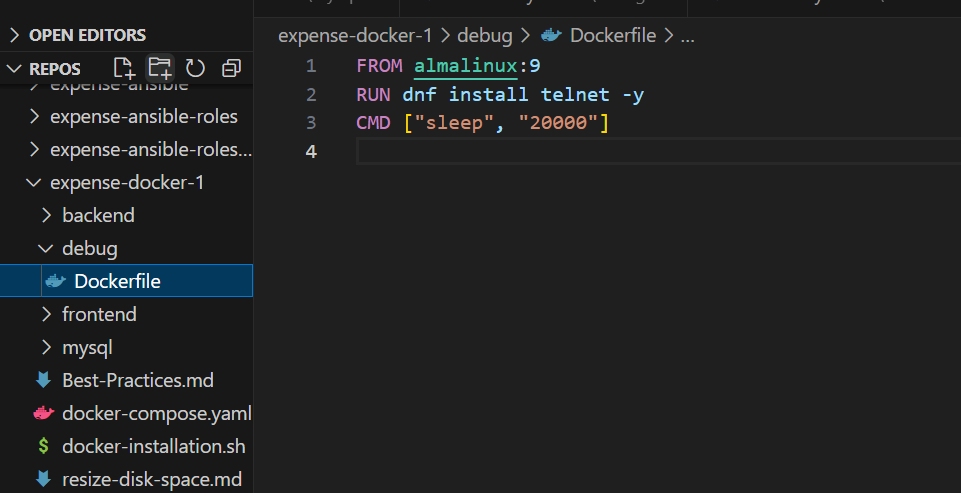 OPEN EDITORS
REPOS
expense-ansible
expense-ansible-roles
expense-ansible-roles...
expense-docker-1
backend
debug
Dockerfile
frontend
mysql
Best-Practices.md
docker-compose.yaml
$ docker-installation.sh
resize-disk-space.md
expense-docker-1 > debug > Dockerfile > ...
1 FROM almalinux:9
2 RUN dnf install telnet -y
3 CMD ["sleep", "20000"]
4